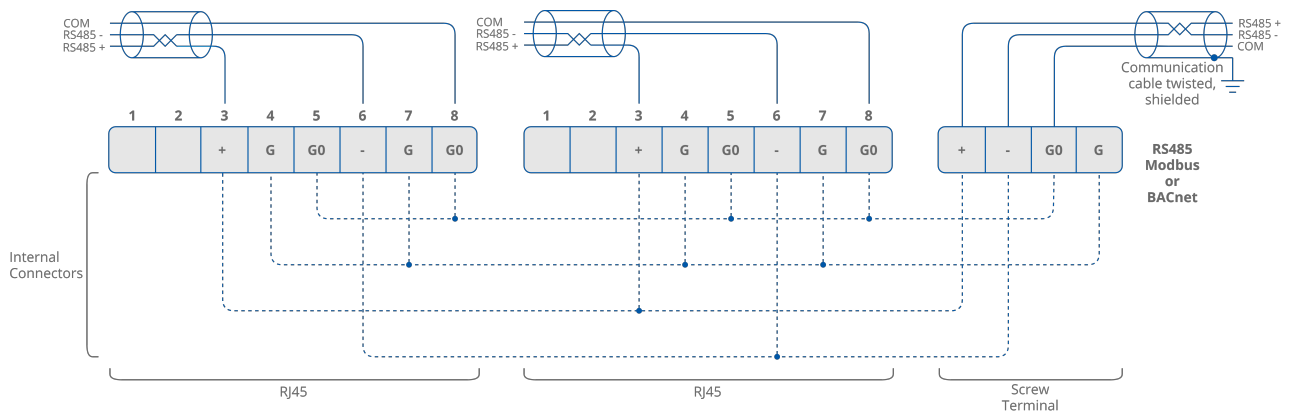 COM
RS485 -
RS485 +
COM
RS485 -
RS485 +
RS485 +
RS485 -
COM
Communication
cable twisted,
shielded
1 2 3 4 5 6 7 8
1 2 3 4 5 6 7 8
+ G G0 - G G0
+ G G0 - G G0
+ - G0 G
RS485
Modbus
or
BACnet
Internal
Connectors
RJ45
RJ45
Screw
Terminal